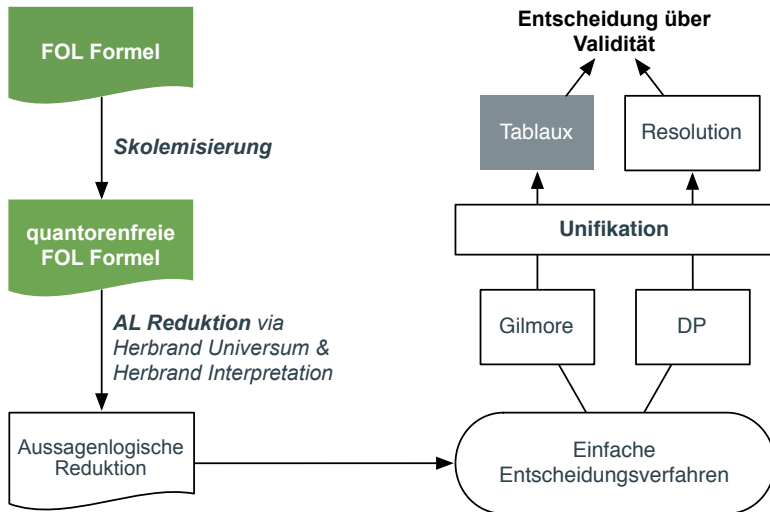 FOL Formel
Skolemisierung
quantorenfreie
FOL Formel
AL Reduktion via
Herbrand Universum &
Herbrand Interpretation
Aussagenlogische
Reduktion
Entscheidung über
Validität
Tablaux
Resolution
Unifikation
Gilmore
DP
Einfache
Entscheidungsverfahren